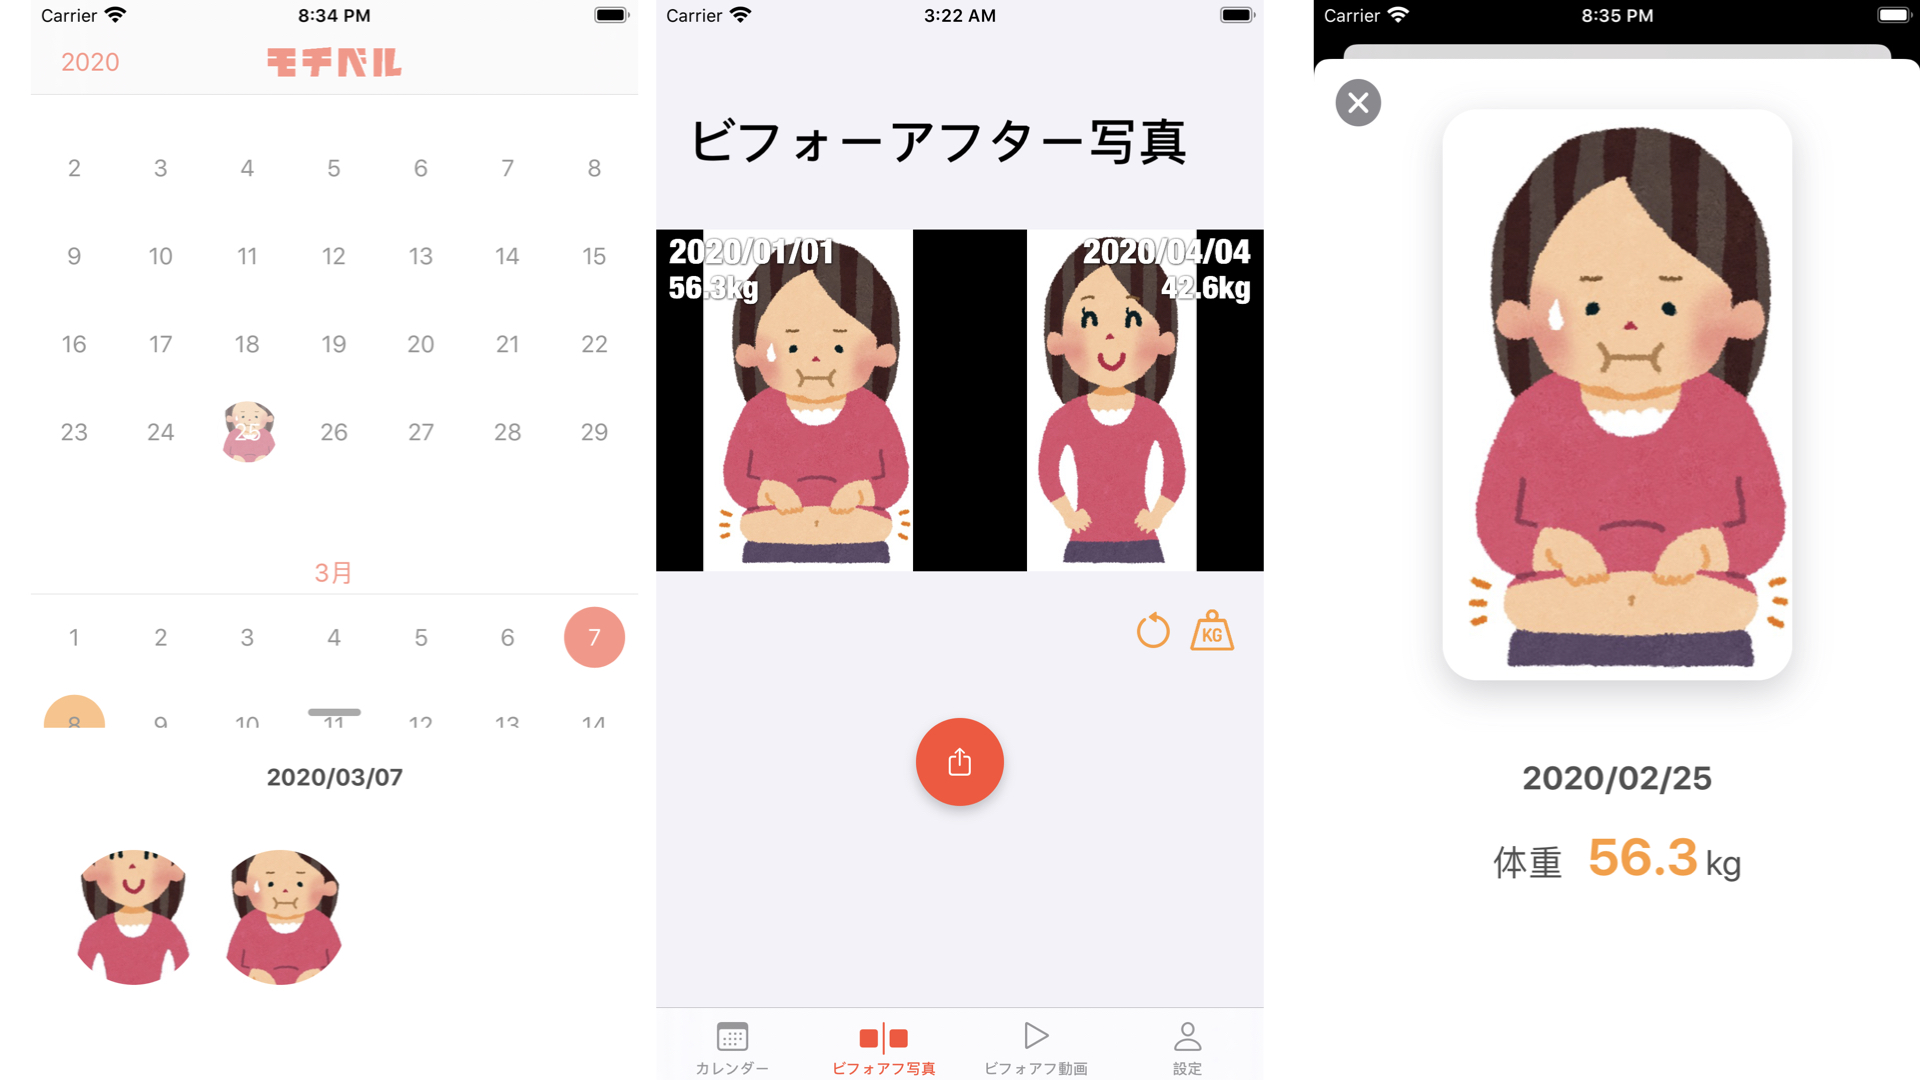 Carrier 8:34 PM
2020 モチベル
2 3 4 5 6 7 8
9 10 11 12 13 14 15
16 17 18 19 20 21 22
23 24 25 26 27 28 29
3月
1 2 3 4 5 6 7
8 9 10 11 12 13 14
2020/03/07
Carrier 3:22 AM
ビフォーアフター写真
2020/01/01
56.3kg
2020/04/04
42.6kg
KG
カレンダー ビフォアフ写真 ビフォアフ動画 設定
Carrier 8:35 PM
2020/02/25
体重 56.3 kg